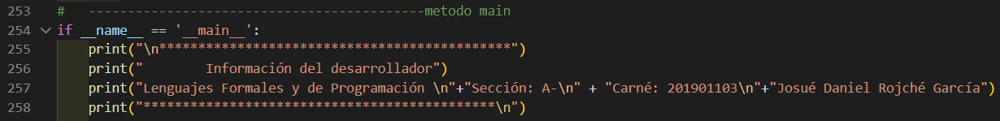 253 #   -------------------------------------------metodo main
254 if __name__ == '__main__':
255     print("\n*********************************************")
256     print("        Información del desarrollador")
257     print("Lenguajes Formales y de Programación \n"+"Sección: A-\n" + "Carné: 201901103\n"+"Josué Daniel Rojché García")
258     print("*********************************************\n")